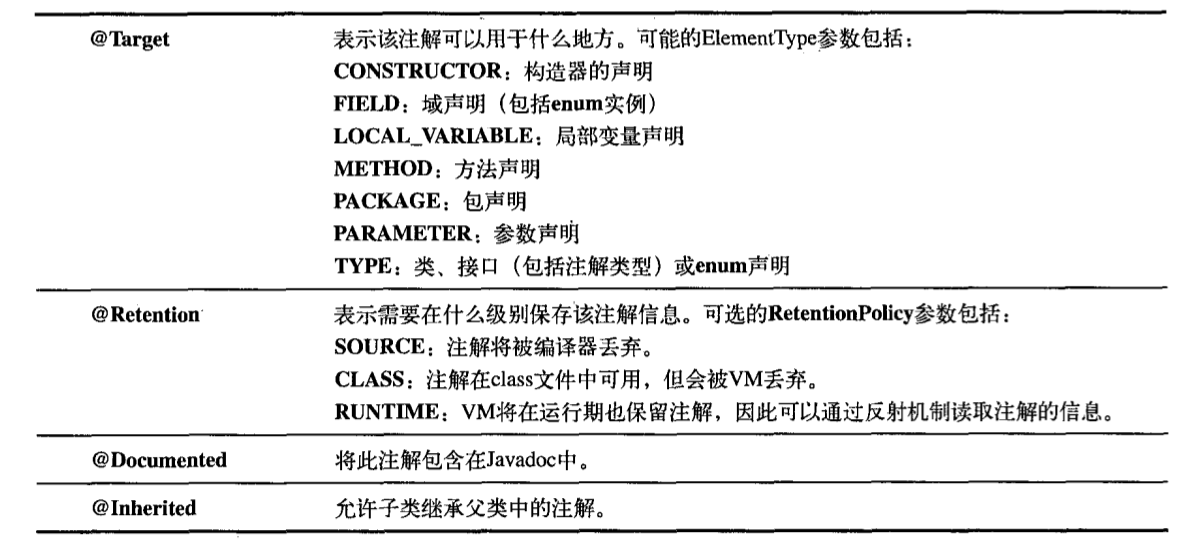 @Target 表示该注解可以用于什么地方。可能的ElementType参数包括：
CONSTRUCTOR：构造器的声明
FIELD：域声明（包括enum实例）
LOCAL_VARIABLE：局部变量声明
METHOD：方法声明
PACKAGE：包声明
PARAMETER：参数声明
TYPE：类、接口（包括注解类型）或enum声明
@Retention 表示需要在什么级别保存该注解信息。可选的RetentionPolicy参数包括：
SOURCE：注解将被编译器丢弃。
CLASS：注解在class文件中可用，但会被VM丢弃。
RUNTIME：VM将在运行期也保留注解，因此可以通过反射机制读取注解的信息。
@Documented 将此注解包含在Javadoc中。
@Inherited 允许子类继承父类中的注解。